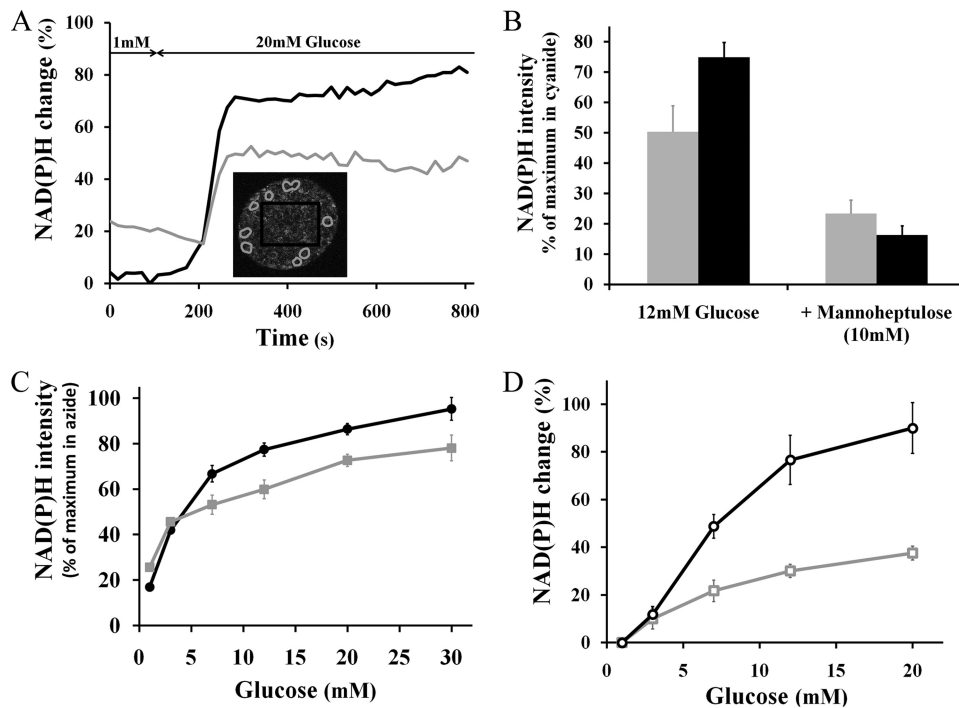 A
NAD(P)H change (%)
100
80
60
40
20
0
1mM
20mM Glucose
0
200
400
600
800
Time (s)
B
NAD(P)H intensity
% of maximum in cyanide)
80
70
60
50
40
30
20
10
0
12mM Glucose
+ Mannoheptulose
(10mM)
C
NAD(P)H intensity
(% of maximum in azide)
100
80
60
40
20
0
0
5
10
15
20
25
30
Glucose (mM)
D
NAD(P)H change (%)
100
80
60
40
20
0
0
5
10
15
20
Glucose (mM)